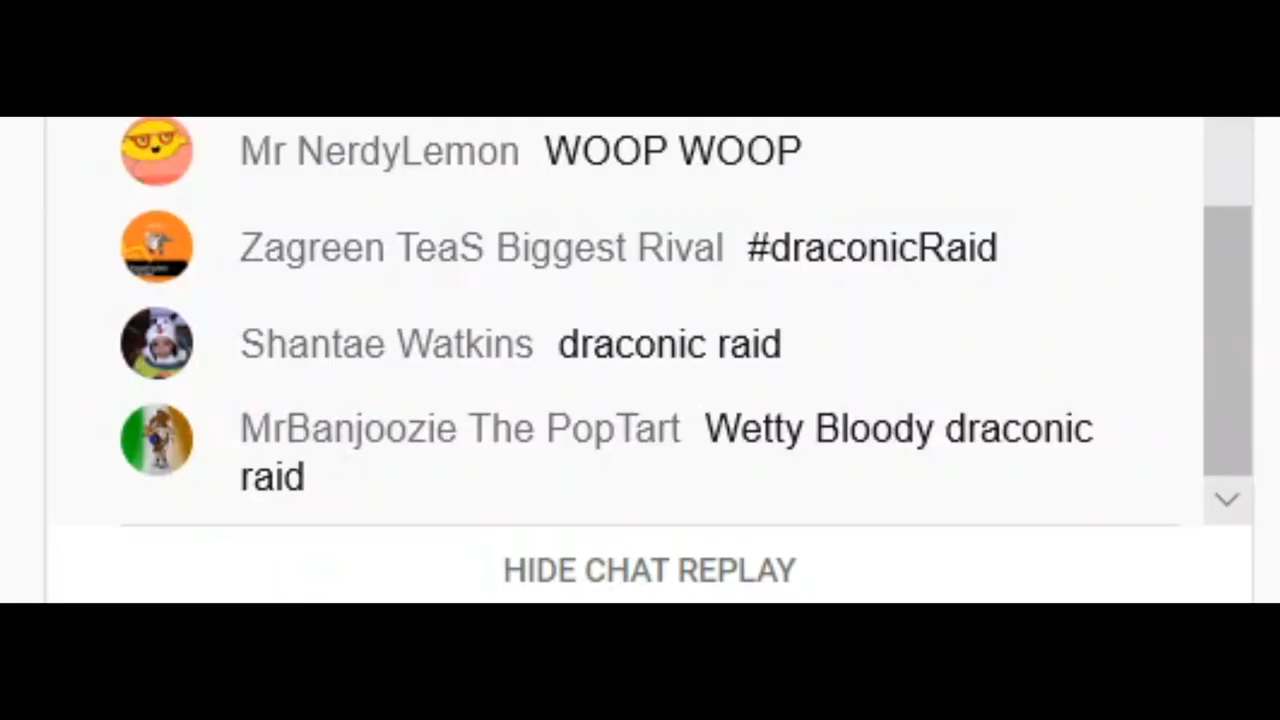 Mr NerdyLemon WOOP WOOP
Zagreen TeaS Biggest Rival #draconicRaid
Shantae Watkins draconic raid
MrBanjoozie The PopTart Wetty Bloody draconic
raid
HIDE CHAT REPLAY